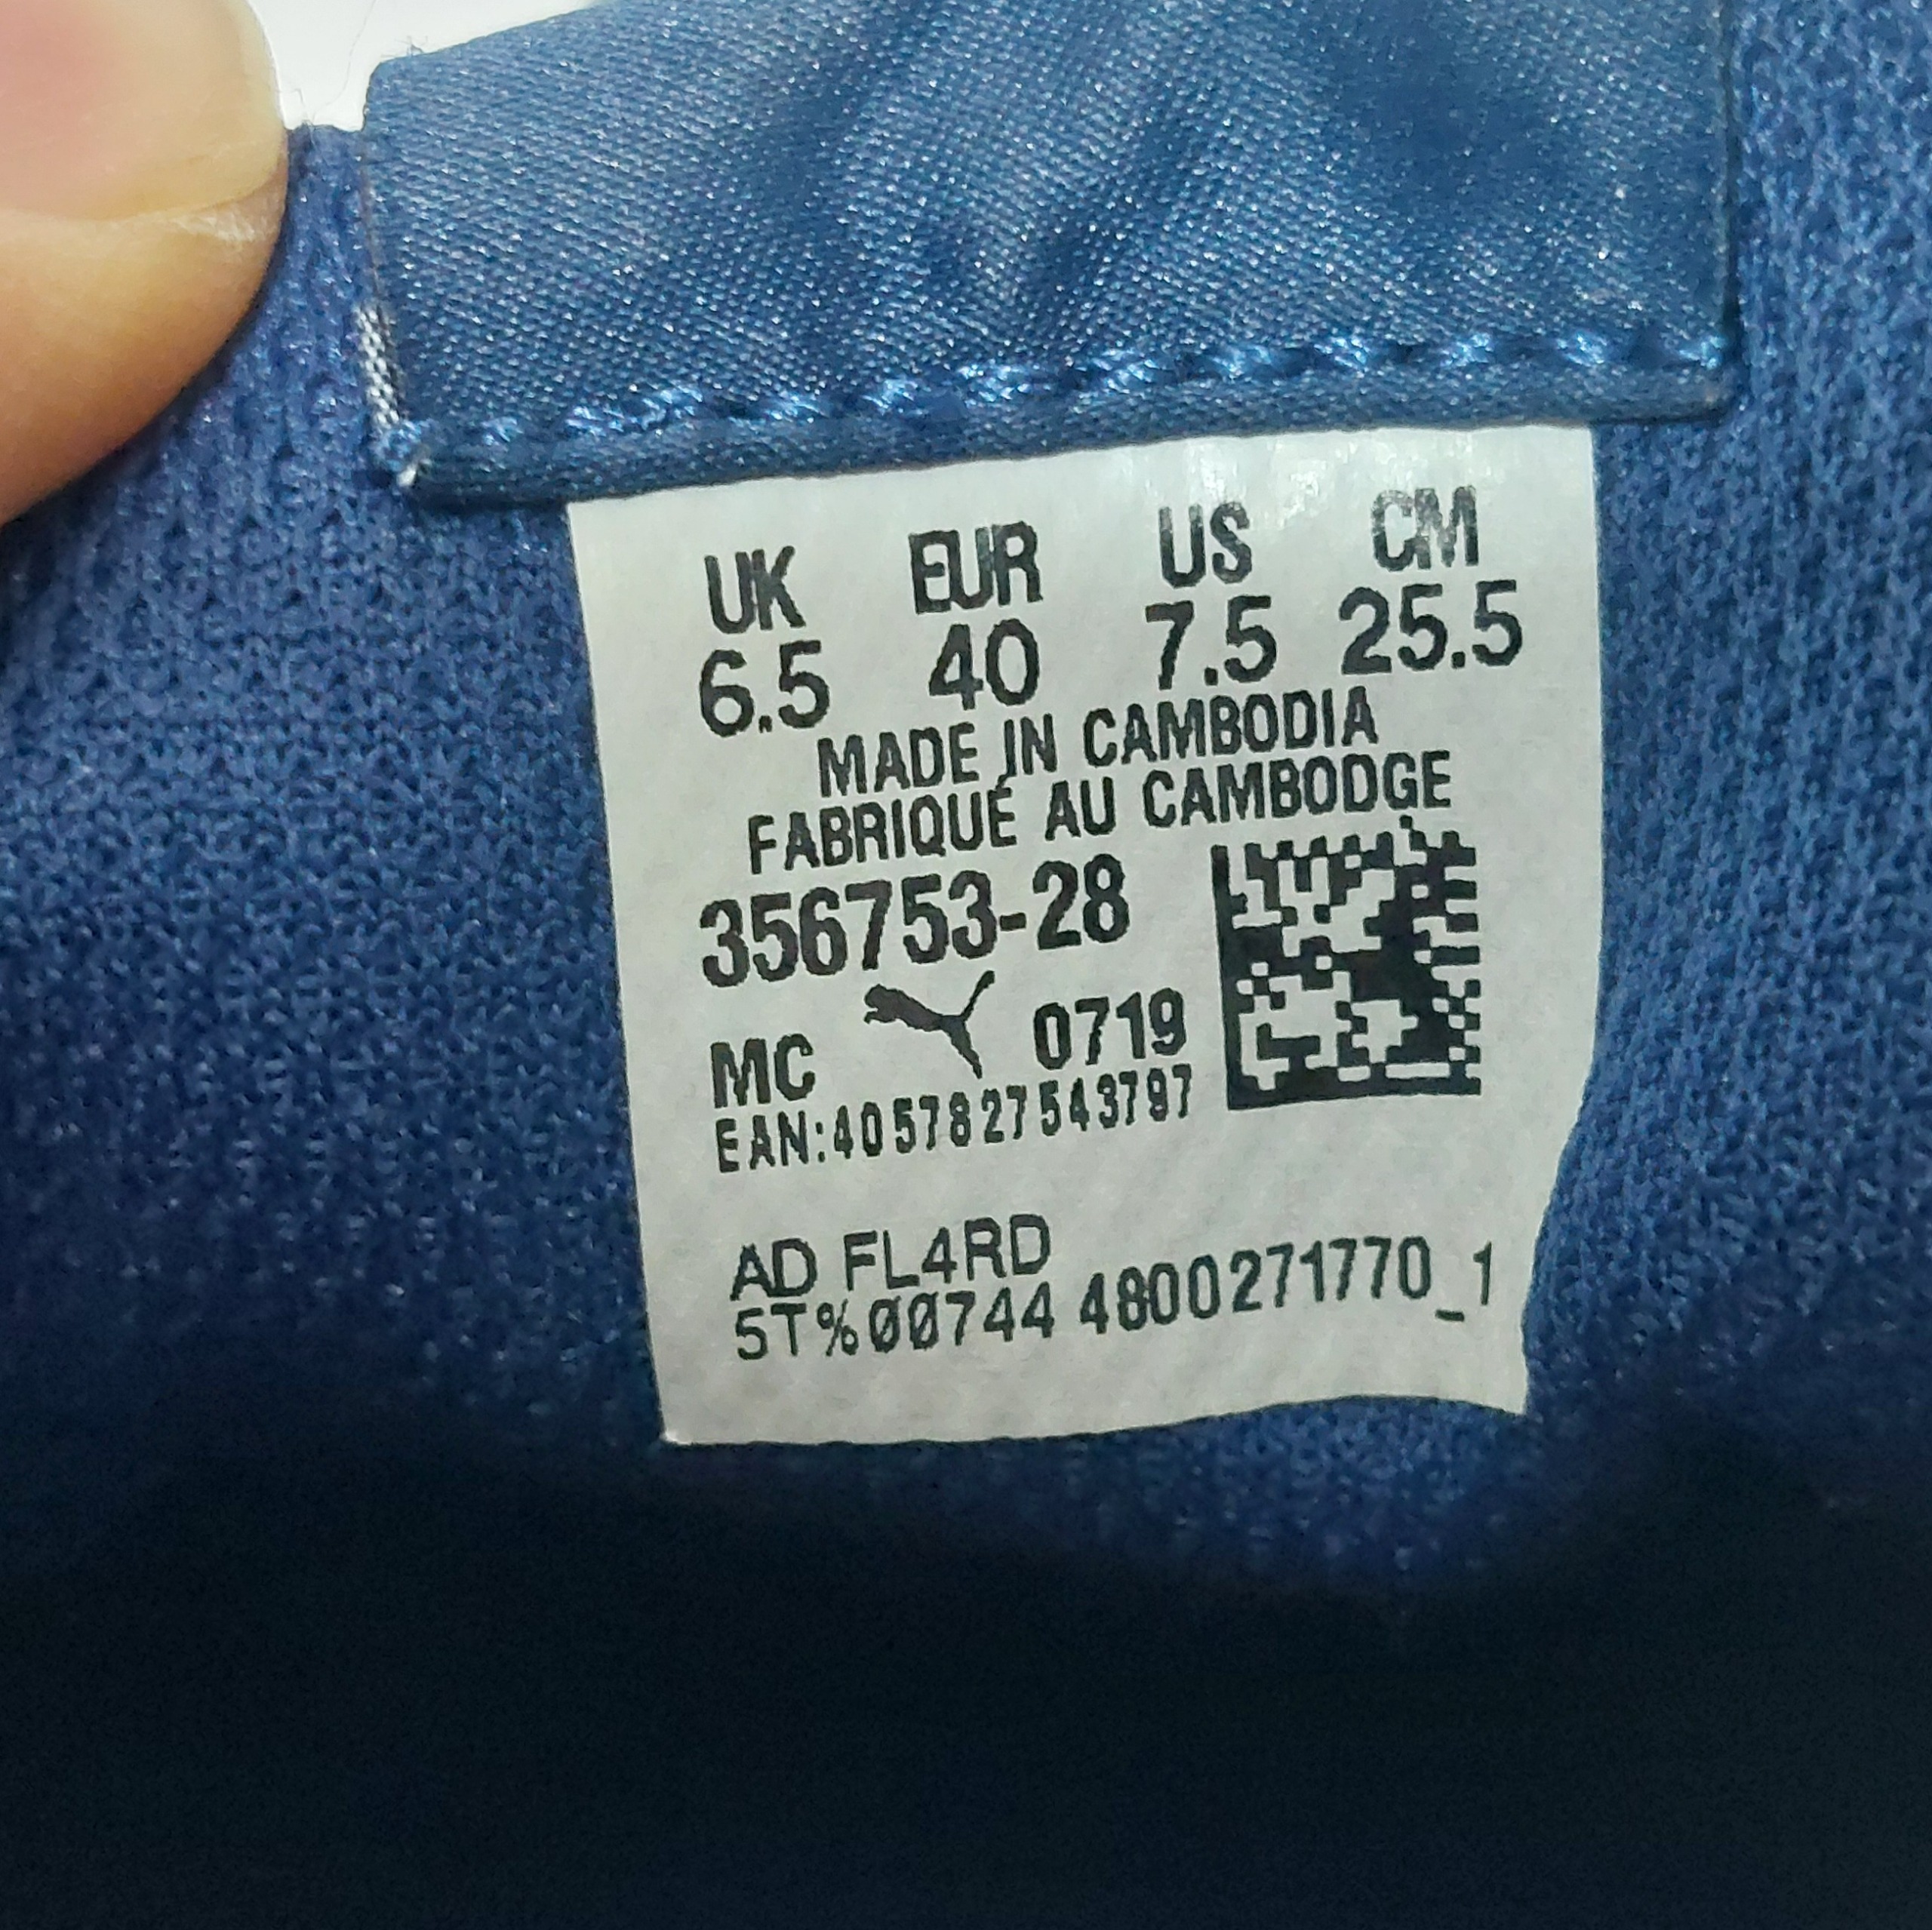 UK EUR US CM
6.5 40 7.5 25.5
MADE IN CAMBODIA
FABRIQUÉ AU CAMBODGE
356753-28
MC 0719
EAN:4057827543797
AD FL4RD
5T%00744 4800271770_1